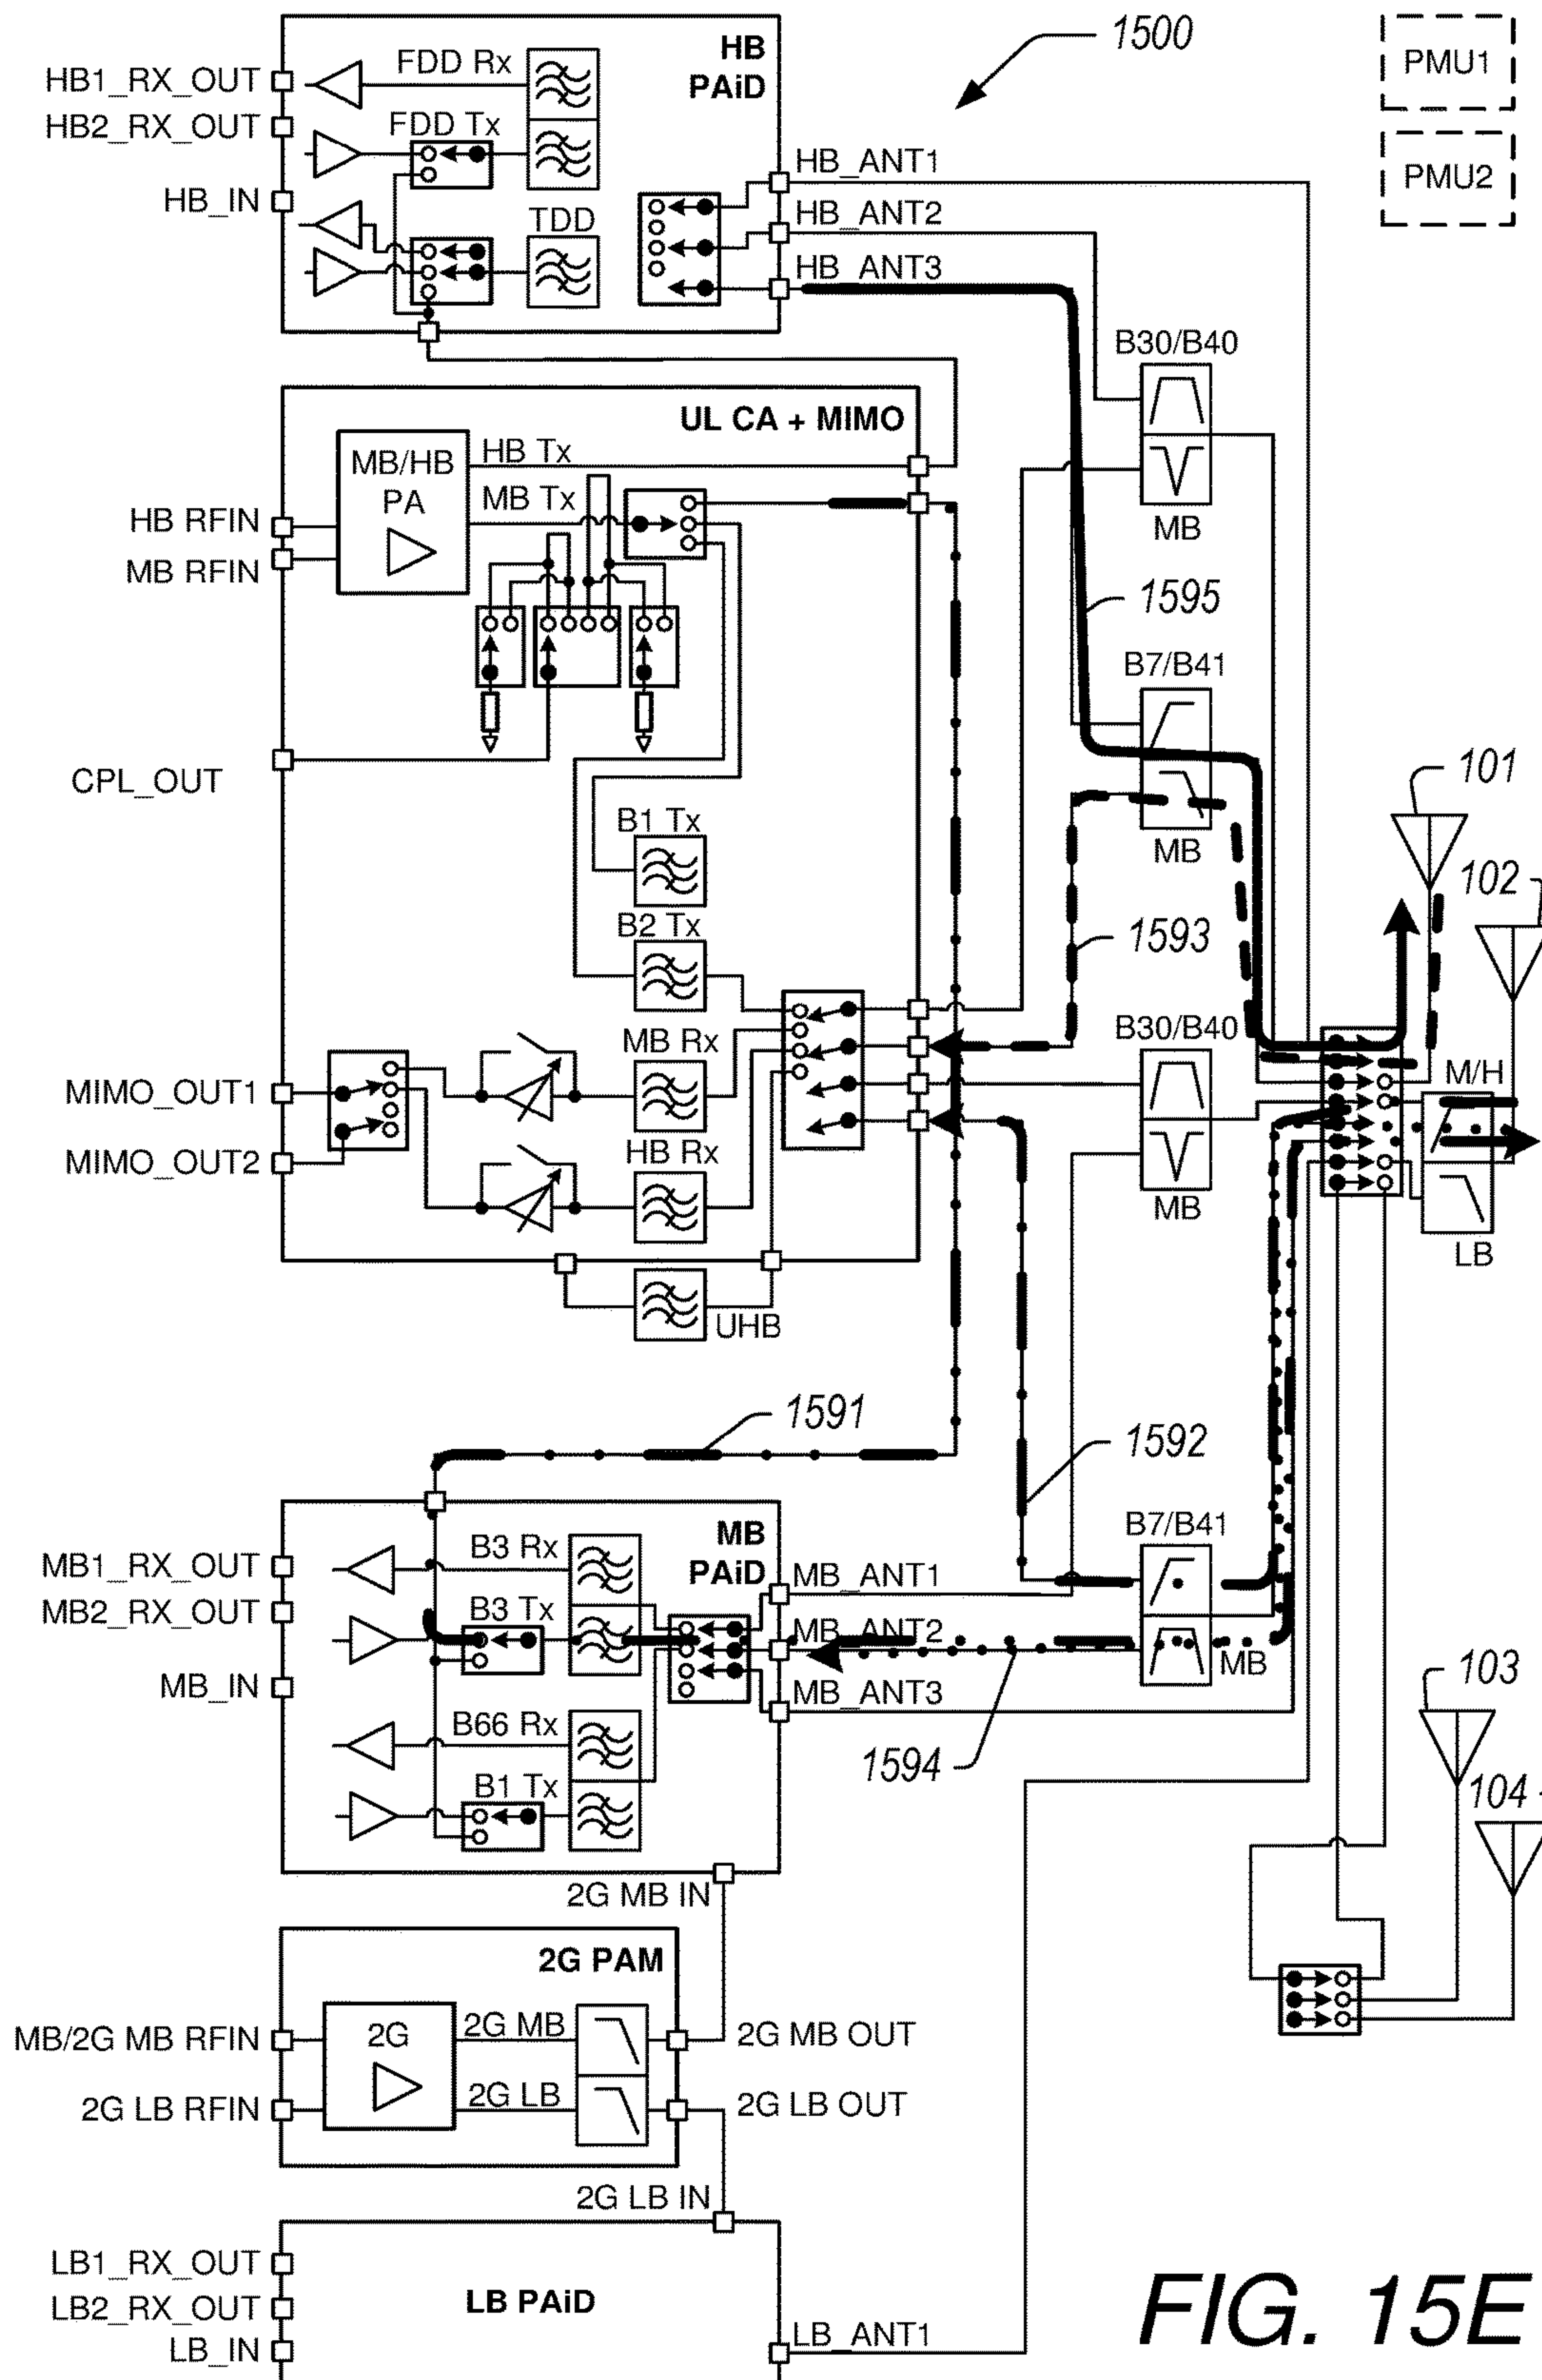 HB
PAiD
1500
PMU1
PMU2
HB1_RX_OUT
FDD Rx
HB2_RX_OUT
FDD Tx
HB_IN
TDD
HB_ANT1
HB_ANT2
HB_ANT3
B30/B40
MB
UL CA + MIMO
MB/HB
PA
HB Tx
MB Tx
HB RFIN
MB RFIN
1595
B7/B41
MB
CPL_OUT
101
102
B1 Tx
B2 Tx
1593
B30/B40
MB
MB Rx
HB Rx
MIMO_OUT1
MIMO_OUT2
M/H
LB
UHB
1591
1592
B7/B41
MB
MB
PAiD
MB1_RX_OUT
B3 Rx
MB2_RX_OUT
B3 Tx
MB_IN
B66 Rx
B1 Tx
MB_ANT1
MB_ANT2
MB_ANT3
1594
103
104
2G MB IN
2G PAM
MB/2G MB RFIN
2G
2G MB
2G MB OUT
2G LB RFIN
2G LB
2G LB OUT
2G LB IN
LB1_RX_OUT
LB2_RX_OUT
LB_IN
LB PAiD
LB_ANT1
FIG. 15E